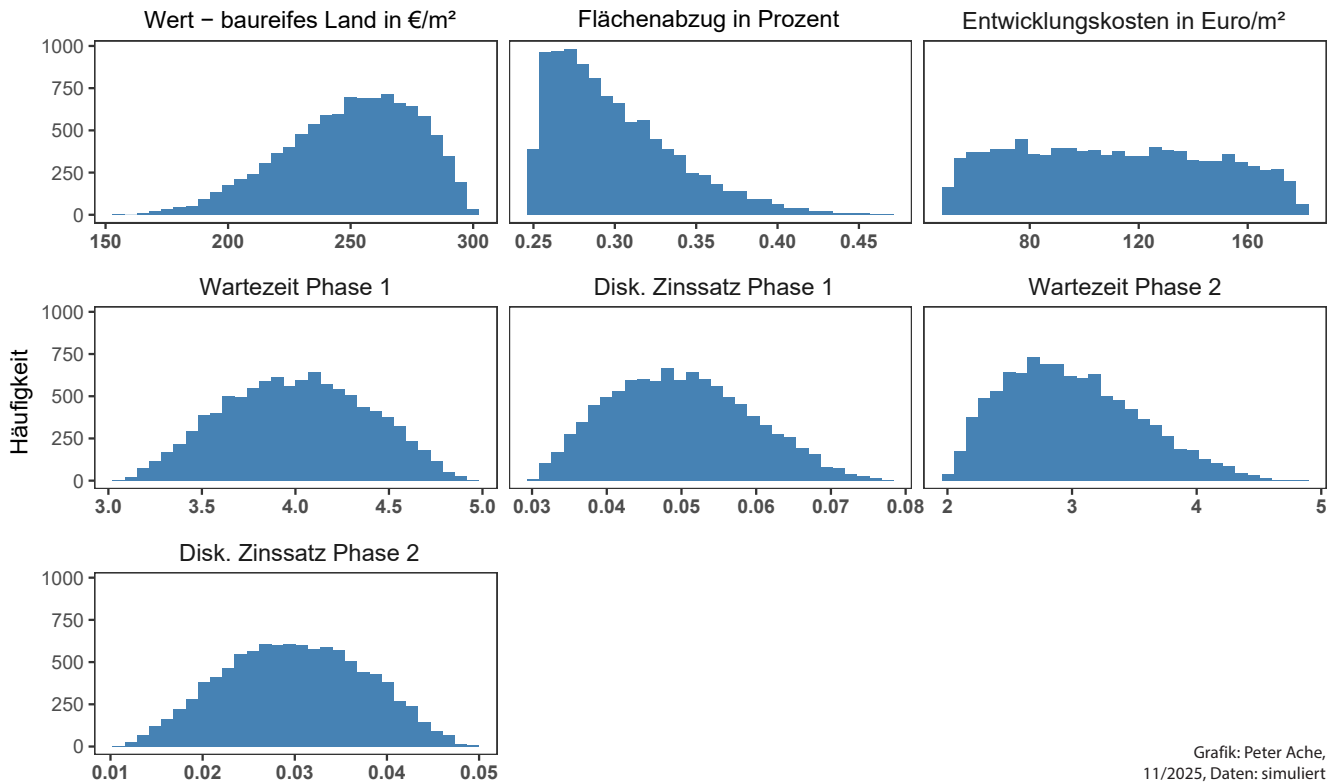 Wert − baureifes Land in €/m²
Flächenabzug in Prozent
Entwicklungskosten in Euro/m²
1000
750
500
250
0
150 200 250 300
0.25 0.30 0.35 0.40 0.45
80 120 160
Wartezeit Phase 1
Disk. Zinssatz Phase 1
Wartezeit Phase 2
Häufigkeit
1000
750
500
250
0
3.0 3.5 4.0 4.5 5.0
0.03 0.04 0.05 0.06 0.07 0.08
2 3 4 5
Disk. Zinssatz Phase 2
1000
750
500
250
0
0.01 0.02 0.03 0.04 0.05
Grafik: Peter Ache,
11/2025, Daten: simuliert